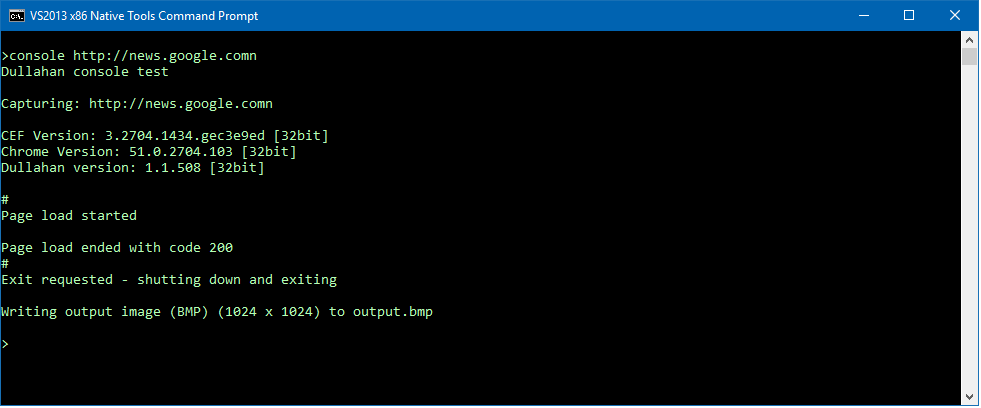 VS2013 x86 Native Tools Command Prompt
>console http://news.google.comn
Dullahan console test
Capturing: http://news.google.comn
CEF Version: 3.2704.1434.gec3e9ed [32bit]
Chrome Version: 51.0.2704.103 [32bit]
Dullahan version: 1.1.508 [32bit]
#
Page load started
Page load ended with code 200
#
Exit requested - shutting down and exiting
Writing output image (BMP) (1024 x 1024) to output.bmp
>